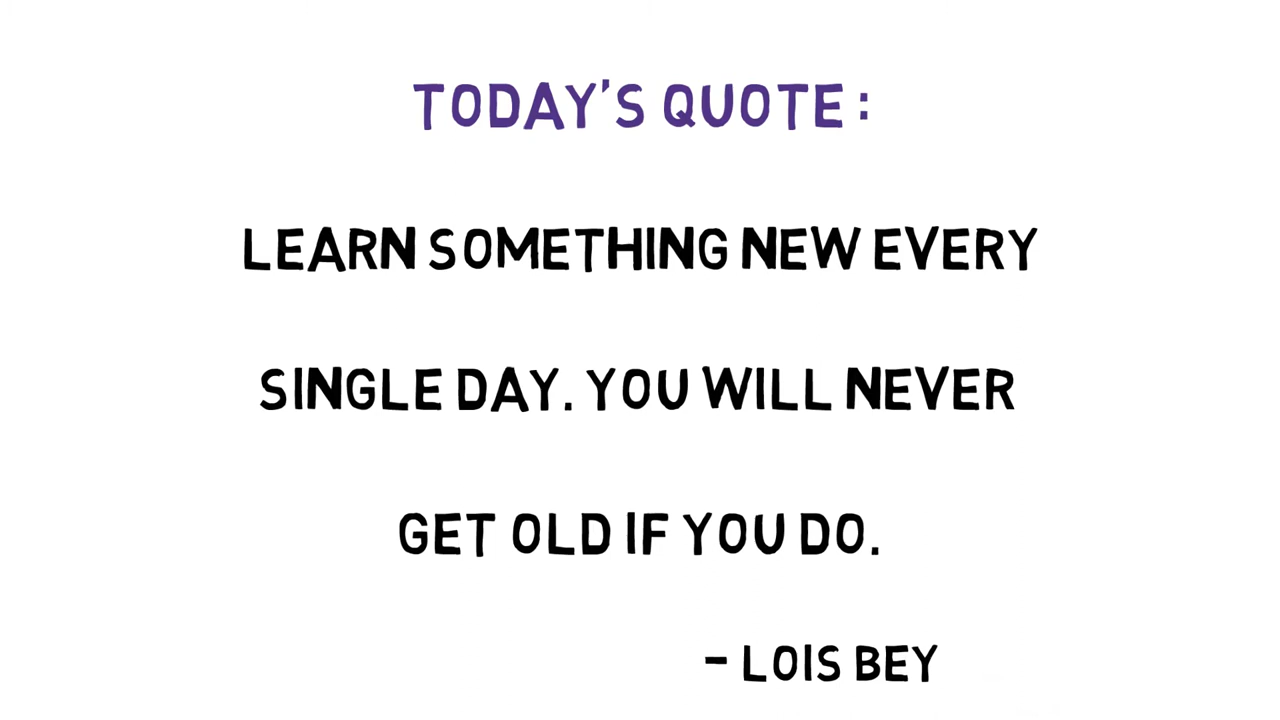 TODAY'S QUOTE:
LEARN SOMETHING NEW EVERY
SINGLE DAY. YOU WILL NEVER
GET OLD IF YOU DO.
- LOIS BEY